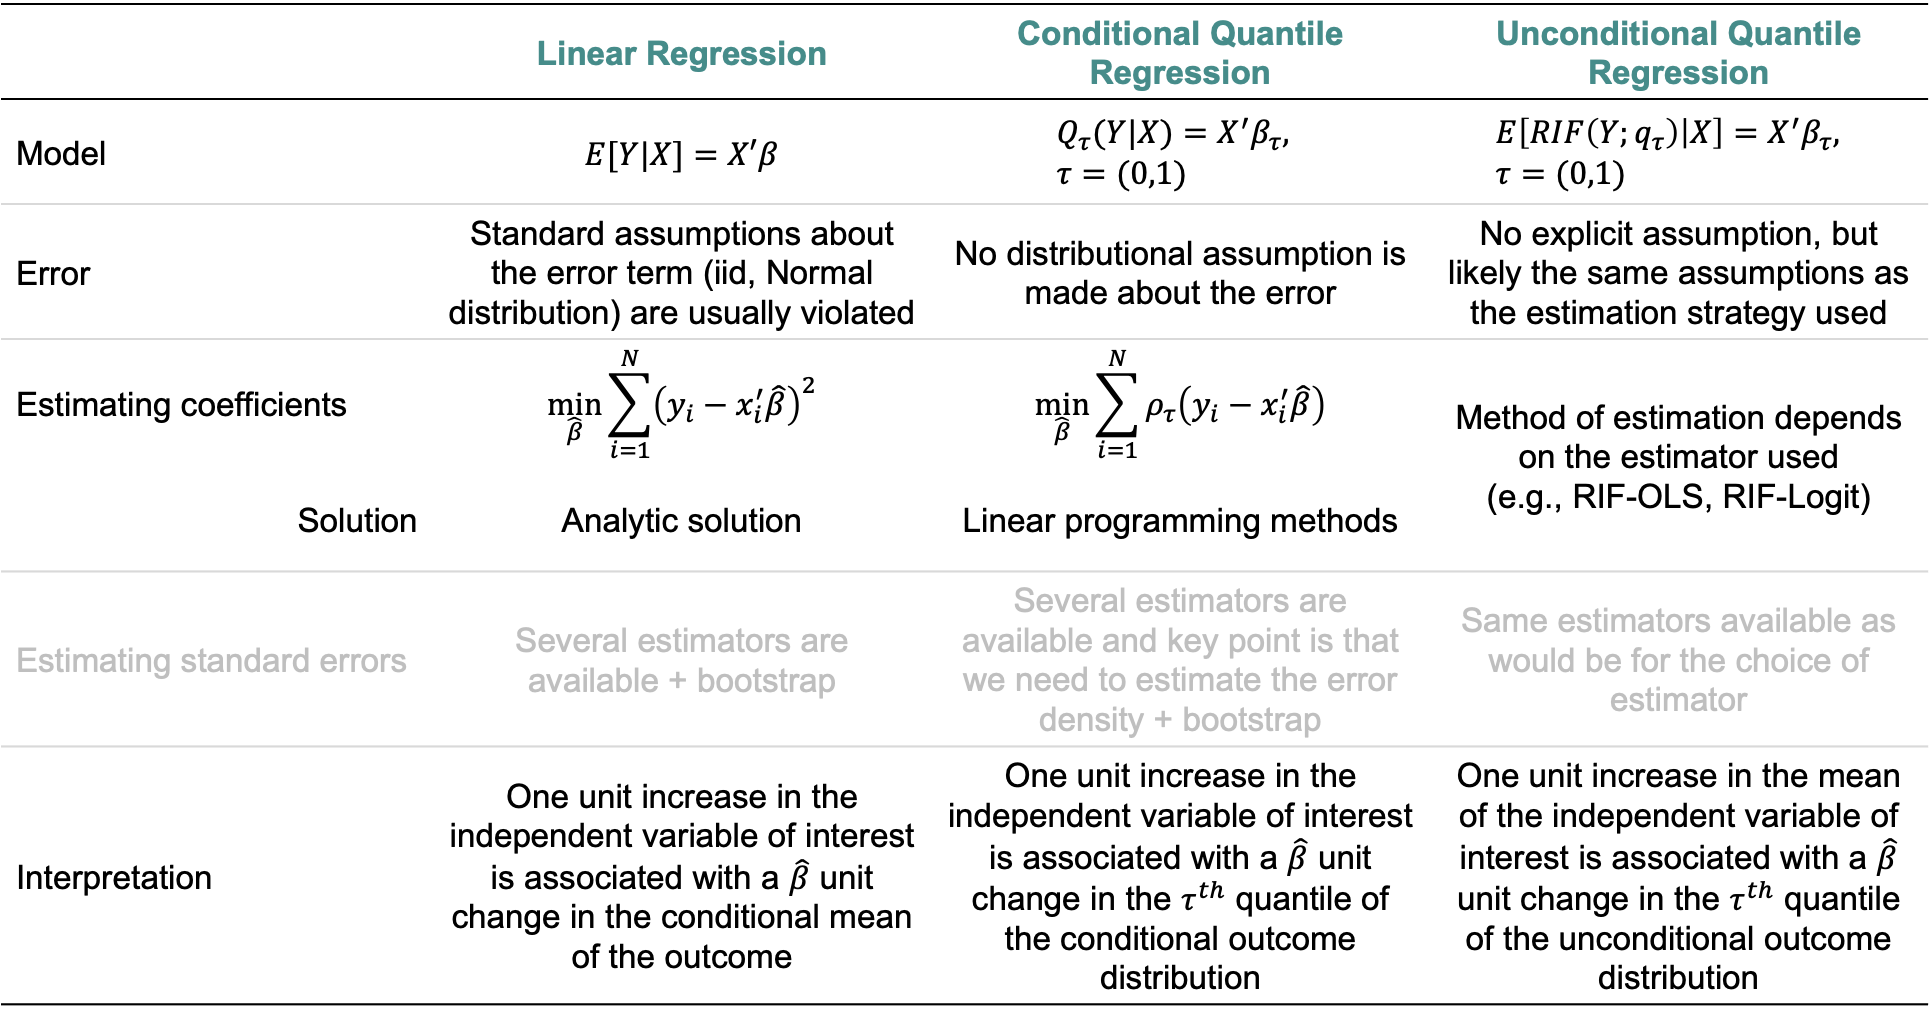 Linear Regression
Conditional Quantile
Regression
Unconditional Quantile
Regression
Model
E[Y|X] = X′β
Q_τ(Y|X) = X′β_τ,
τ = (0,1)
E[RIF(Y; q_τ)|X] = X′β_τ,
τ = (0,1)
Error
Standard assumptions about
the error term (iid, Normal
distribution) are usually violated
No distributional assumption is
made about the error
No explicit assumption, but
likely the same assumptions as
the estimation strategy used
Estimating coefficients
min_β̂ ∑_{i=1}^{N} (y_i − x_i′β̂)²
min_β̂ ∑_{i=1}^{N} ρ_τ(y_i − x_i′β̂)
Method of estimation depends
on the estimator used
(e.g., RIF-OLS, RIF-Logit)
Solution
Analytic solution
Linear programming methods
Estimating standard errors
Several estimators are
available + bootstrap
Several estimators are
available and key point is that
we need to estimate the error
density + bootstrap
Same estimators available as
would be for the choice of
estimator
Interpretation
One unit increase in the
independent variable of interest
is associated with a β̂ unit
change in the conditional mean
of the outcome
One unit increase in the
independent variable of interest
is associated with a β̂ unit
change in the τ^th quantile of
the conditional outcome
distribution
One unit increase in the mean
of the independent variable of
interest is associated with a β̂
unit change in the τ^th quantile
of the unconditional outcome
distribution